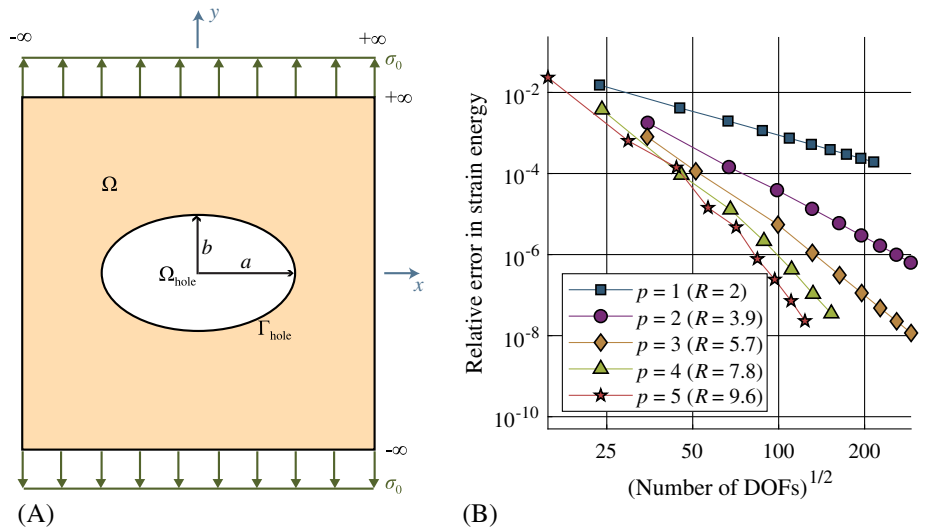 y
-∞ +∞
σ₀
+∞
Ω
b
a
Ω_hole
x
Γ_hole
-∞
σ₀
(A)
Relative error in strain energy
10⁻²
10⁻⁴
10⁻⁶
10⁻⁸
10⁻¹⁰
p = 1 (R = 2)
p = 2 (R = 3.9)
p = 3 (R = 5.7)
p = 4 (R = 7.8)
p = 5 (R = 9.6)
25 50 100 200
(Number of DOFs)^1/2
(B)